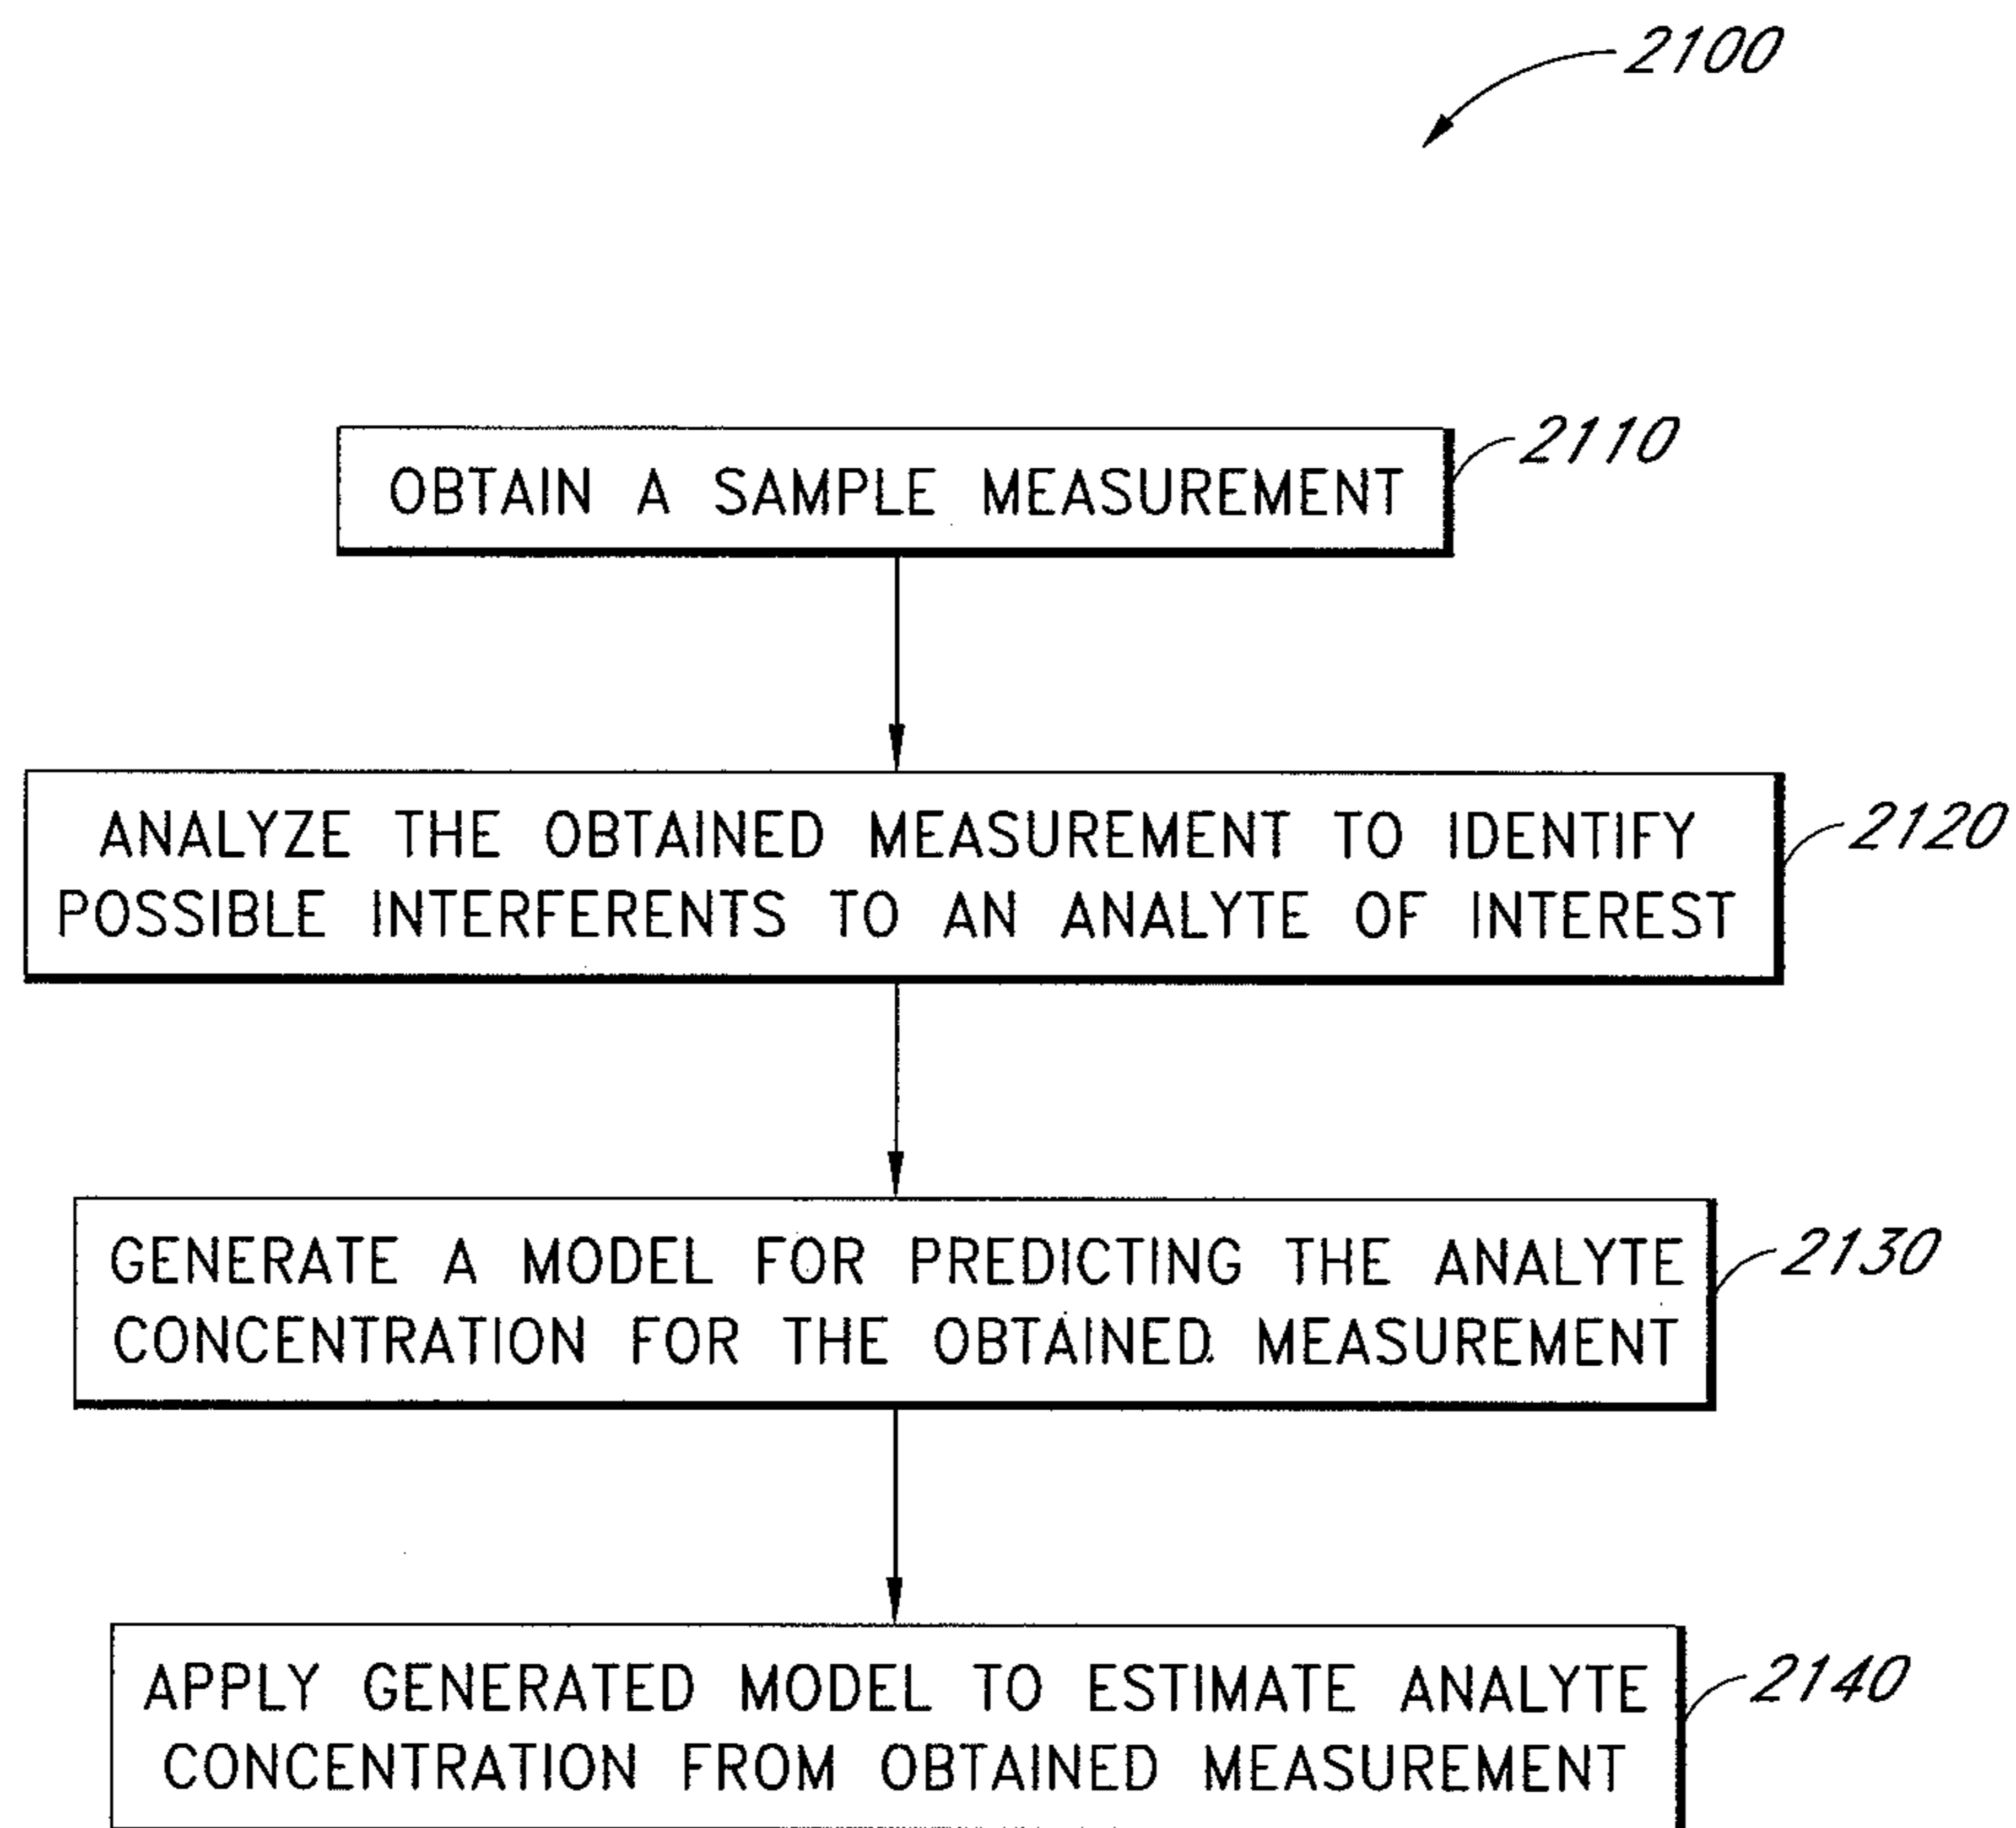 2100
OBTAIN A SAMPLE MEASUREMENT
2110
ANALYZE THE OBTAINED MEASUREMENT TO IDENTIFY
POSSIBLE INTERFERENTS TO AN ANALYTE OF INTEREST
2120
GENERATE A MODEL FOR PREDICTING THE ANALYTE
CONCENTRATION FOR THE OBTAINED MEASUREMENT
2130
APPLY GENERATED MODEL TO ESTIMATE ANALYTE
CONCENTRATION FROM OBTAINED MEASUREMENT
2140